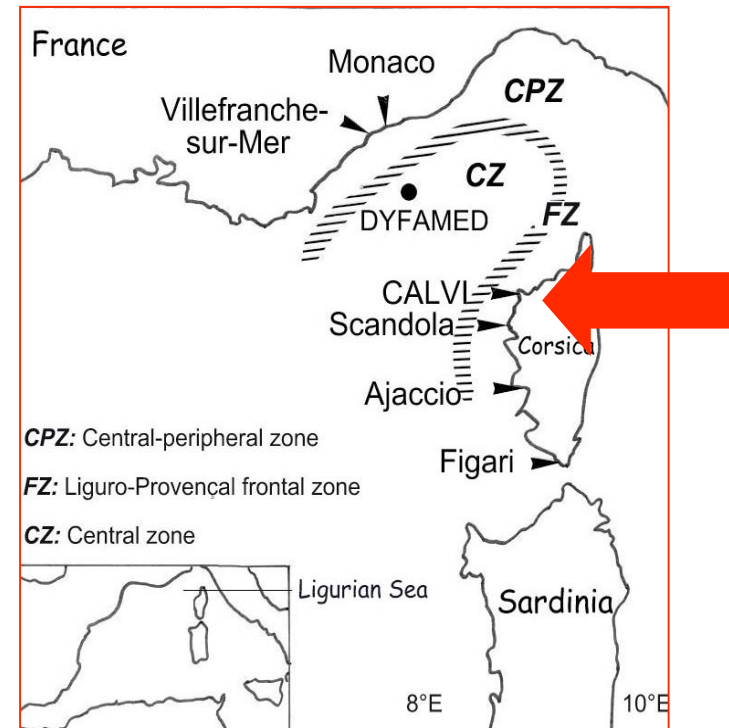 France
Monaco
CPZ
Villefranche-
sur-Mer
CZ
DYFAMED
FZ
CALVI
Scandola
Corsica
Ajaccio
CPZ: Central-peripheral zone
Figari
FZ: Liguro-Provençal frontal zone
CZ: Central zone
Ligurian Sea
Sardinia
8°E
10°E